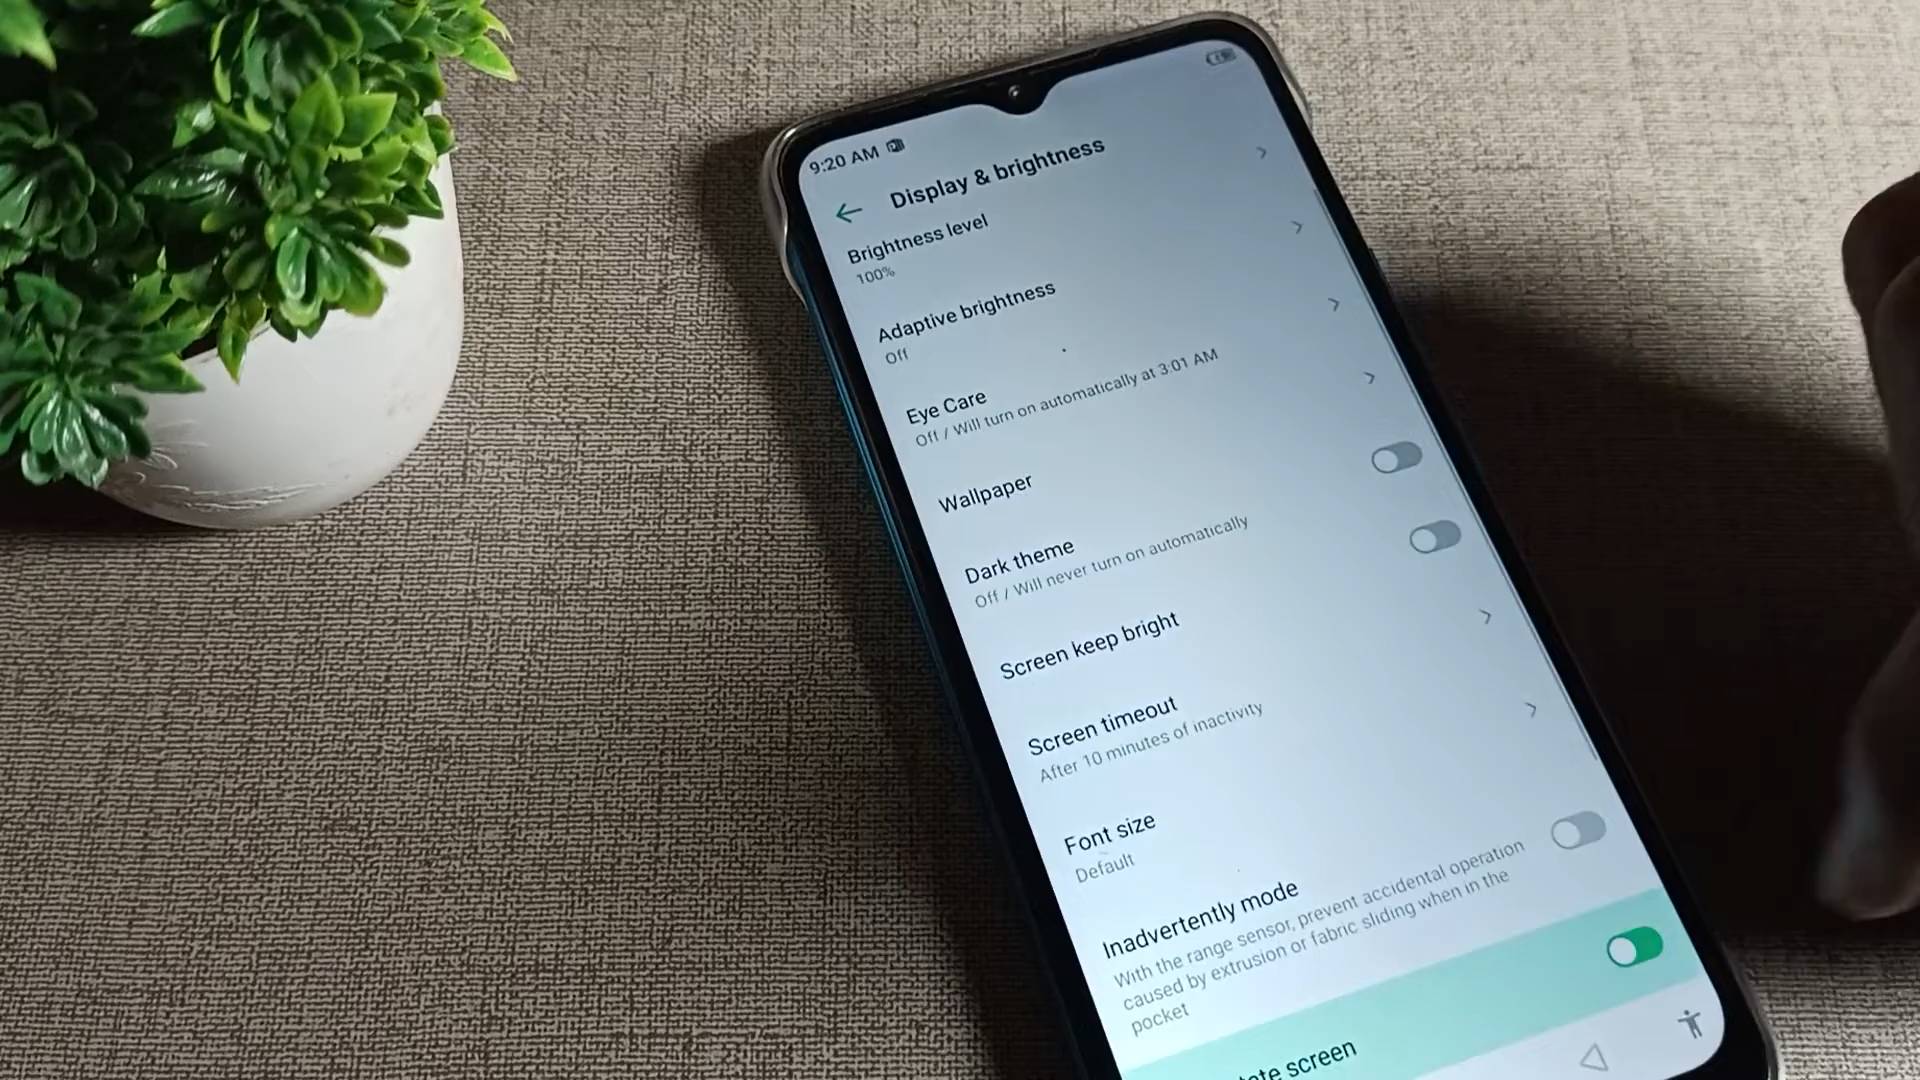 9:20 AM
Display & brightness
Brightness level
100%
Adaptive brightness
Off
Eye Care
Off / Will turn on automatically at 3:01 AM
Wallpaper
Dark theme
Off / Will never turn on automatically
Screen keep bright
Screen timeout
After 10 minutes of inactivity
Font size
Default
Inadvertently mode
With the range sensor, prevent accidental operation
caused by extrusion or fabric sliding when in the
pocket
screen